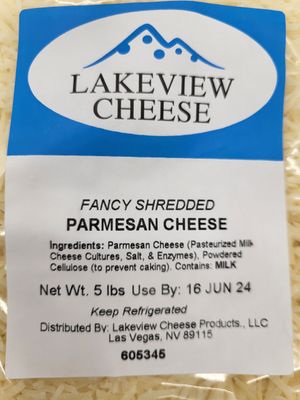 LAKEVIEW
CHEESE
FANCY SHREDDED
PARMESAN CHEESE
Ingredients: Parmesan Cheese (Pasteurized Milk
Cheese Cultures, Salt, & Enzymes), Powdered
Cellulose (to prevent caking). Contains: MILK
Net Wt. 5 lbs Use By: 16 JUN 24
Keep Refrigerated
Distributed By: Lakeview Cheese Products., LLC
Las Vegas, NV 89115
605345